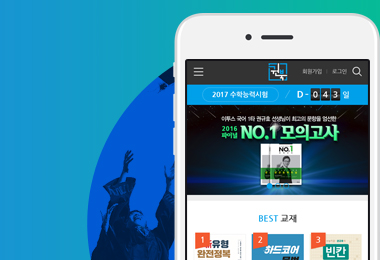 회원가입 | 로그인
2017 수학능력시험 D - 0 4 3 일
이투스 국어 1타 권규호 선생님이 최고의 문항을 엄선한
2016
파이널 NO.1 모의고사
NO.1
BEST 교재
1 2 3
유형 하드코어 빈칸
완전정복